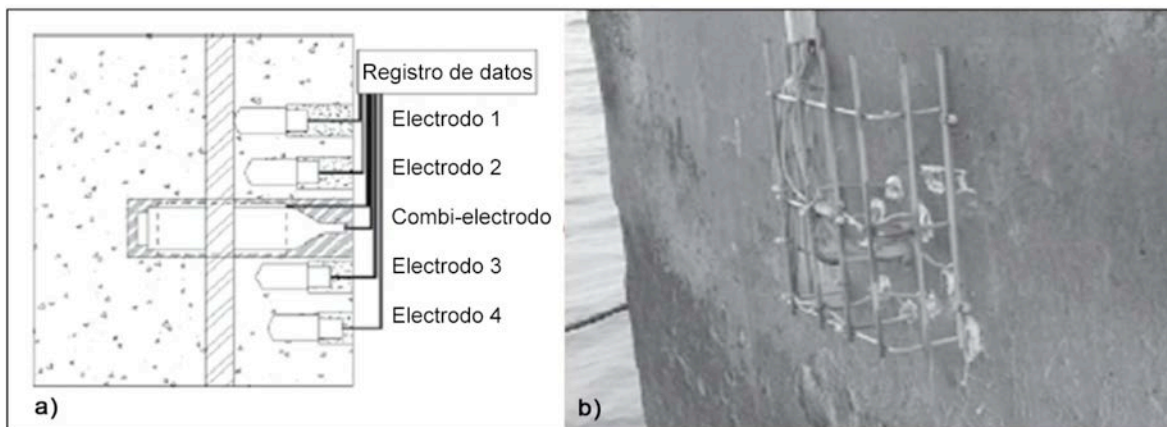 Registro de datos
Electrodo 1
Electrodo 2
Combi-electrodo
Electrodo 3
Electrodo 4
a)
b)